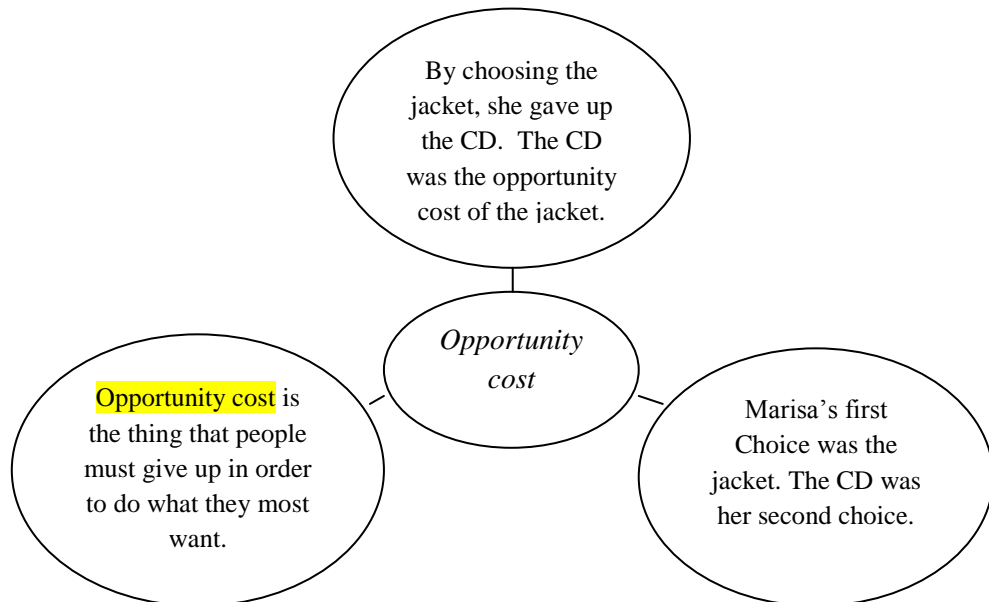 By choosing the
jacket, she gave up
the CD.  The CD
was the opportunity
cost of the jacket.
Opportunity
cost
Opportunity cost is
the thing that people
must give up in order
to do what they most
want.
Marisa’s first
Choice was the
jacket. The CD was
her second choice.